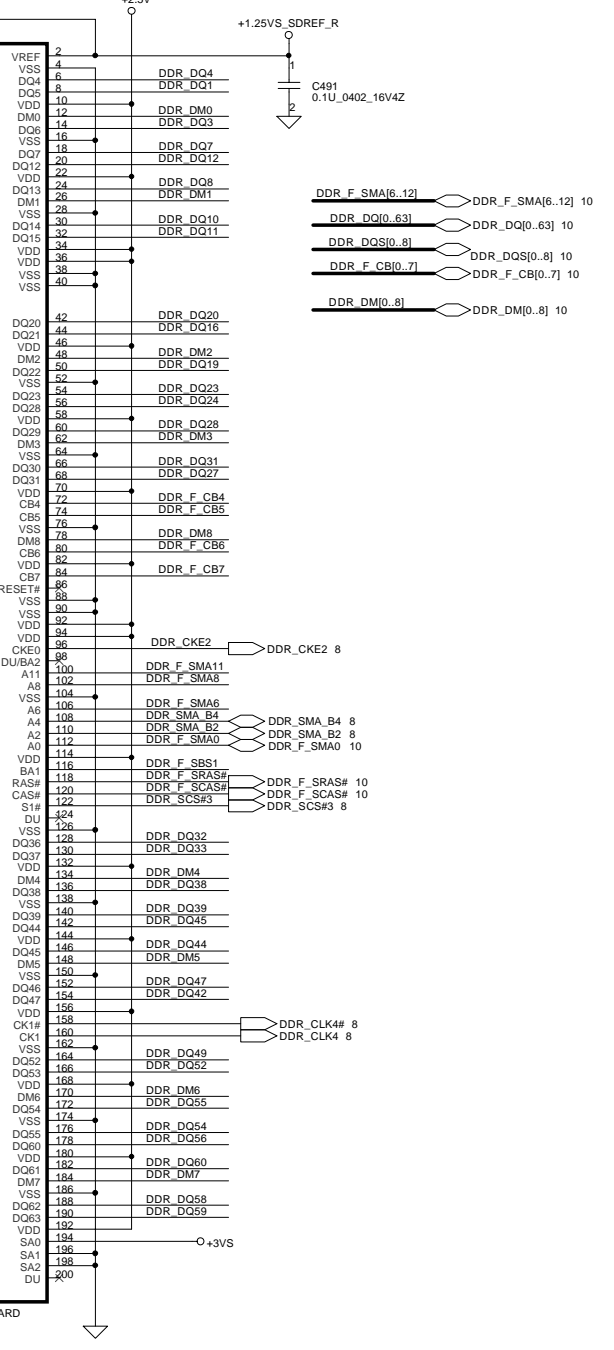 +1.25VS_SDREF_R
1
C491
0.1U_0402_16V4Z
2
VREF 2
VSS 4
DQ4 6 DDR_DQ4
DQ5 8 DDR_DQ1
VDD 10
DM0 12 DDR_DM0
DQ6 14 DDR_DQ3
VSS 16
DQ7 18 DDR_DQ7
DQ12 20 DDR_DQ12
VDD 22
DQ13 24 DDR_DQ8
DM1 26 DDR_DM1
VSS 28
DQ14 30 DDR_DQ10
DQ15 32 DDR_DQ11
VDD 34
VDD 36
VSS 38
VSS 40
DDR_F_SMA[6..12] DDR_F_SMA[6..12] 10
DDR_DQ[0..63] DDR_DQ[0..63] 10
DDR_DQS[0..8] DDR_DQS[0..8] 10
DDR_F_CB[0..7] DDR_F_CB[0..7] 10
DDR_DM[0..8] DDR_DM[0..8] 10
DQ20 42 DDR_DQ20
DQ21 44 DDR_DQ16
VDD 46
DM2 48 DDR_DM2
DQ22 50 DDR_DQ19
VSS 52
DQ23 54 DDR_DQ23
DQ28 56 DDR_DQ24
VDD 58
DQ29 60 DDR_DQ28
DM3 62 DDR_DM3
VSS 64
DQ30 66 DDR_DQ31
DQ31 68 DDR_DQ27
VDD 70
CB4 72 DDR_F_CB4
CB5 74 DDR_F_CB5
VSS 76
DM8 78 DDR_DM8
CB6 80 DDR_F_CB6
VDD 82
CB7 84 DDR_F_CB7
RESET# 86
VSS 88
VSS 90
VDD 92
VDD 94
CKE0 96 DDR_CKE2 DDR_CKE2 8
DU/BA2 98
A11 100 DDR_F_SMA11
A8 102 DDR_F_SMA8
VSS 104
A6 106 DDR_F_SMA6
A4 108 DDR_SMA_B4 DDR_SMA_B4 8
A2 110 DDR_SMA_B2 DDR_SMA_B2 8
A0 112 DDR_F_SMA0 DDR_F_SMA0 10
VDD 114
BA1 116 DDR_F_SBS1
RAS# 118 DDR_F_SRAS# DDR_F_SRAS# 10
CAS# 120 DDR_F_SCAS# DDR_F_SCAS# 10
S1# 122 DDR_SCS#3 DDR_SCS#3 8
DU 124
VSS 126
DQ36 128 DDR_DQ32
DQ37 130 DDR_DQ33
VDD 132
DM4 134 DDR_DM4
DQ38 136 DDR_DQ38
VSS 138
DQ39 140 DDR_DQ39
DQ44 142 DDR_DQ45
VDD 144
DQ45 146 DDR_DQ44
DM5 148 DDR_DM5
VSS 150
DQ46 152 DDR_DQ47
DQ47 154 DDR_DQ42
VDD 156
CK1# 158 DDR_CLK4# 8
CK1 160 DDR_CLK4 8
VSS 162
DQ52 164 DDR_DQ49
DQ53 166 DDR_DQ52
VDD 168
DM6 170 DDR_DM6
DQ54 172 DDR_DQ55
VSS 174
DQ55 176 DDR_DQ54
DQ60 178 DDR_DQ56
VDD 180
DQ61 182 DDR_DQ60
DM7 184 DDR_DM7
VSS 186
DQ62 188 DDR_DQ58
DQ63 190 DDR_DQ59
VDD 192
SA0 194 +3VS
SA1 196
SA2 198
DU 200
ARD